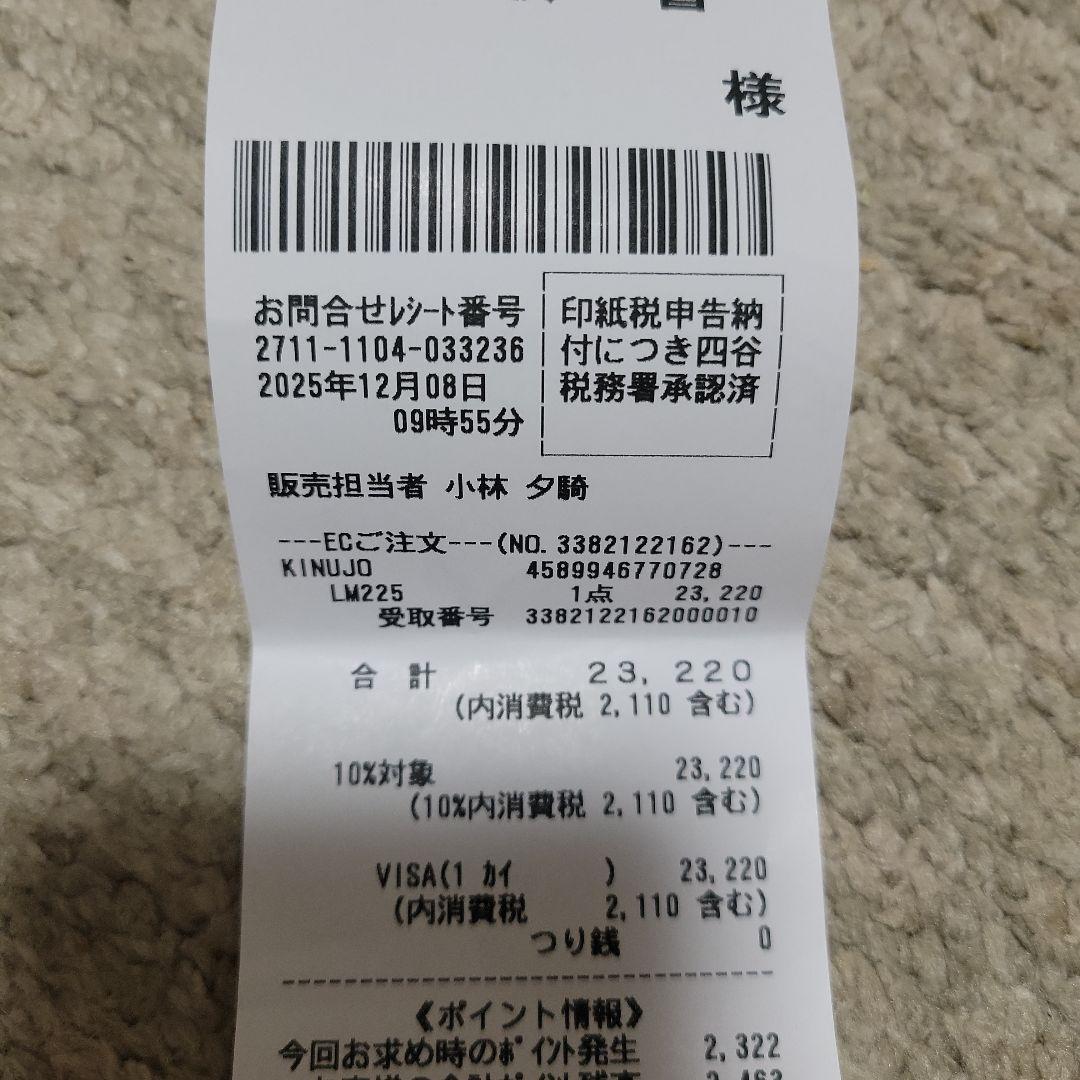 様
お問合せﾚｼｰﾄ番号
2711-1104-033236
2025年12月08日
09時55分
印紙税申告納
付につき四谷
税務署承認済
販売担当者 小林 夕騎
---ECご注文---(NO. 3382122162)---
KINUJO 4589946770728
LM225 1点 23,220
受取番号 3382122162000010
合 計 23,220
(内消費税 2,110 含む)
10%対象 23,220
(10%内消費税 2,110 含む)
VISA(1 ｶｲ ) 23,220
(内消費税 2,110 含む)
つり銭 0
《ポイント情報》
今回お求め時のﾎﾟｲﾝﾄ発生 2,322